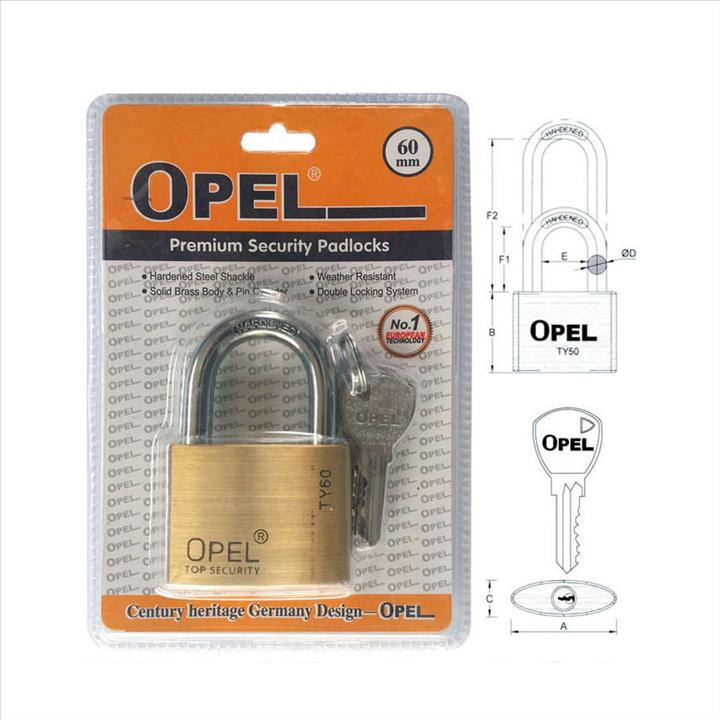 60
mm
OPEL®
Premium Security Padlocks
• Hardened Steel Shackle
• Solid Brass Body & Pin Cylinder
• Weather Resistant
• Double Locking System
HARDENED
No.1
EUROPEAN
TECHNOLOGY
OPEL
TY60
OPEL®
TOP SECURITY
Century heritage Germany Design—OPEL
HARDENED
F2
HARDENED
F1
E
ØD
B
OPEL
TY50
OPEL
C
A